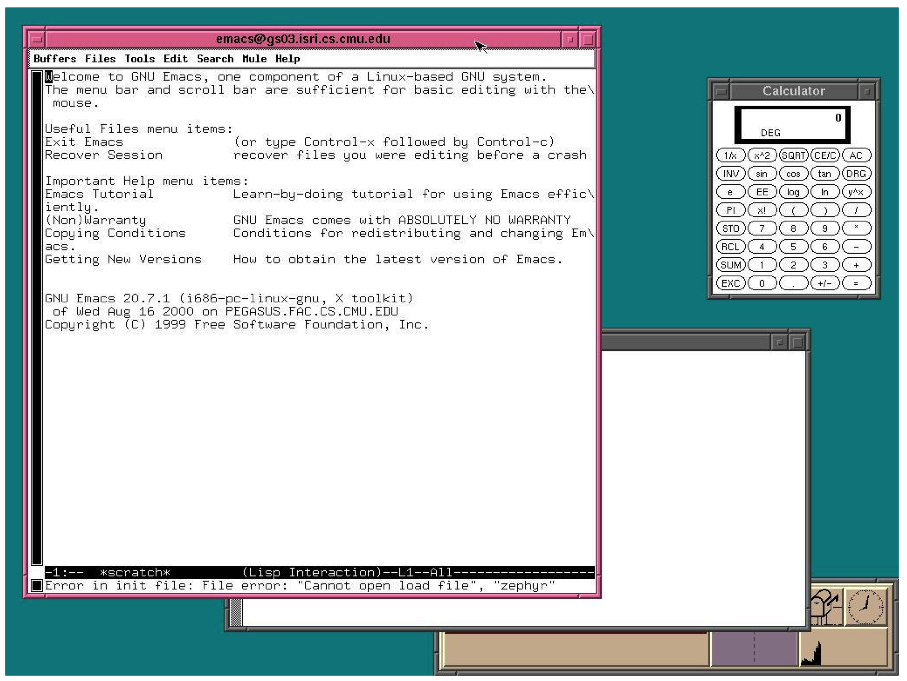 emacs@gs03.isri.cs.cmu.edu
Buffers Files Tools Edit Search Mule Help
Welcome to GNU Emacs, one component of a Linux-based GNU system.
The menu bar and scroll bar are sufficient for basic editing with the\
mouse.
Useful Files menu items:
Exit Emacs (or type Control-x followed by Control-c)
Recover Session recover files you were editing before a crash
Important Help menu items:
Emacs Tutorial Learn-by-doing tutorial for using Emacs effic\
iently.
(Non)Warranty GNU Emacs comes with ABSOLUTELY NO WARRANTY
Copying Conditions Conditions for redistributing and changing Em\
acs.
Getting New Versions How to obtain the latest version of Emacs.
GNU Emacs 20.7.1 (i686-pc-linux-gnu, X toolkit)
of Wed Aug 16 2000 on PEGASUS.FAC.CS.CMU.EDU
Copyright (C) 1999 Free Software Foundation, Inc.
-1:-- *scratch* (Lisp Interaction)--L1--All------------------
Error in init file: File error: "Cannot open load file", "zephyr"
Calculator
0
DEG
1/x x^2 SQRT CE/C AC
INV sin cos tan DRG
e EE log ln y^x
PI x! ( ) /
STO 7 8 9 *
RCL 4 5 6 -
SUM 1 2 3 +
EXC 0 . +/- =